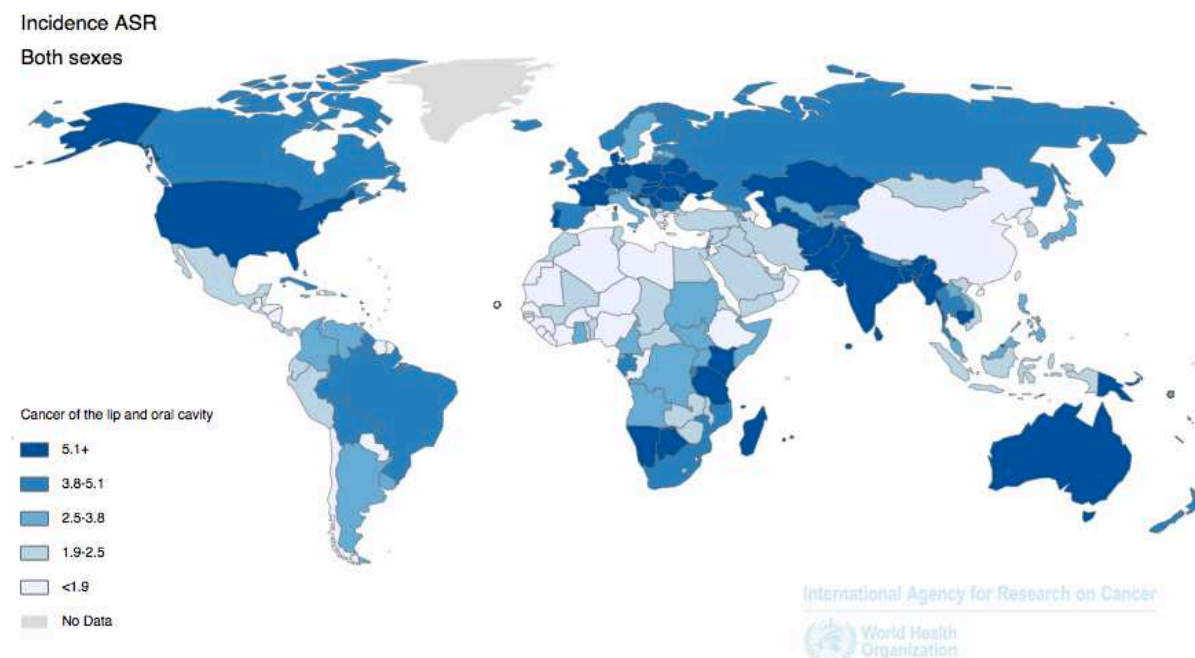 Incidence ASR
Both sexes
Cancer of the lip and oral cavity
5.1+
3.8-5.1
2.5-3.8
1.9-2.5
<1.9
No Data
International Agency for Research on Cancer
World Health
Organization